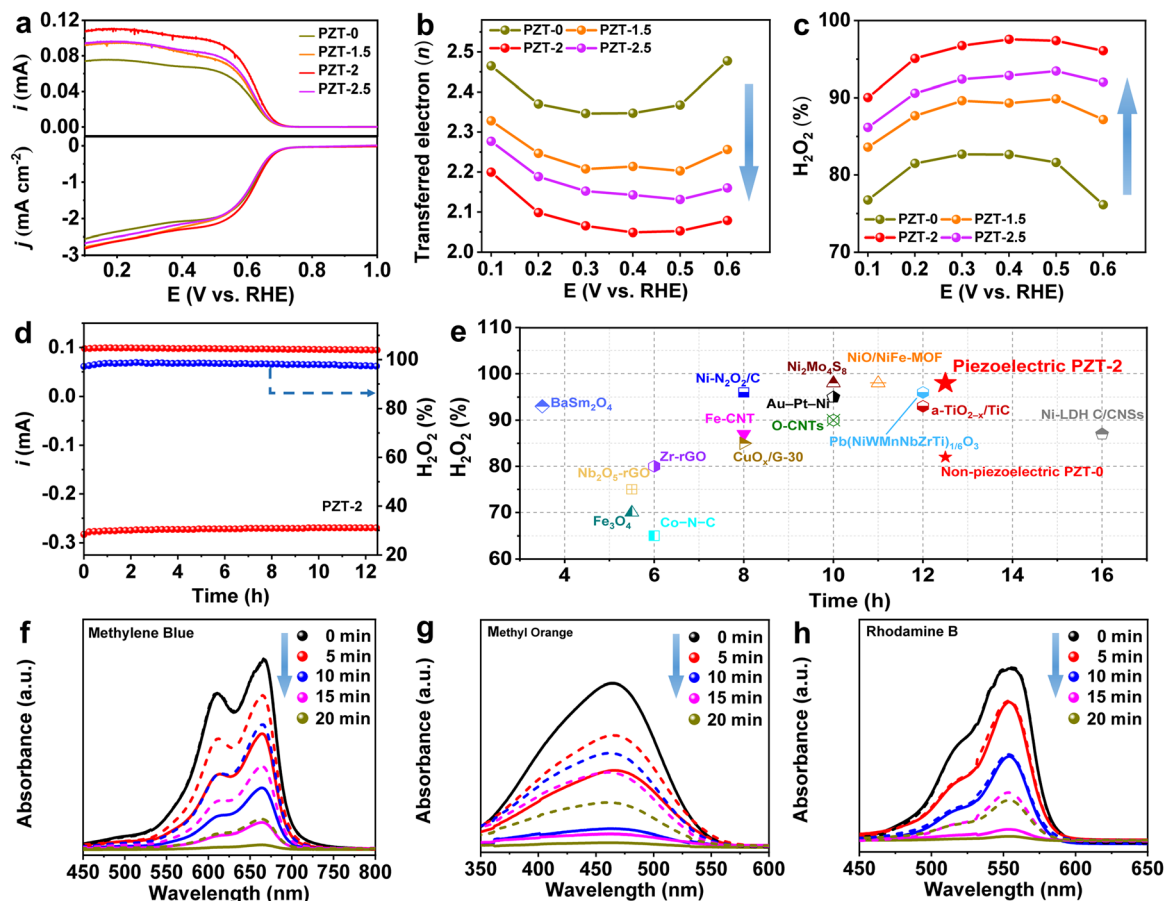 a
PZT-0
PZT-1.5
PZT-2
PZT-2.5
i (mA)
0.12
0.08
0.04
0.00
j (mA cm⁻²)
0
-1
-2
-3
0.2 0.4 0.6 0.8 1.0
E (V vs. RHE)
b
PZT-0 PZT-1.5
PZT-2 PZT-2.5
Transferred electron (n)
2.5
2.4
2.3
2.2
2.1
2.0
0.1 0.2 0.3 0.4 0.5 0.6
E (V vs. RHE)
c
H₂O₂ (%)
100
90
80
70
PZT-0 PZT-1.5
PZT-2 PZT-2.5
0.1 0.2 0.3 0.4 0.5 0.6
E (V vs. RHE)
d
i (mA)
0.1
0.0
-0.1
-0.2
-0.3
PZT-2
H₂O₂ (%)
100
80
60
40
20
0 2 4 6 8 10 12
Time (h)
e
H₂O₂ (%)
110
100
90
80
70
60
BaSm₂O₄
Ni-N₂O₂/C
Ni₂Mo₄S₈
NiO/NiFe-MOF
Piezoelectric PZT-2
Au–Pt–Ni
a-TiO₂₋ₓ/TiC
Fe-CNT
O-CNTs
Ni-LDH C/CNSs
Pb(NiWMnNbZrTi)₁/₆O₃
Zr-rGO
CuOₓ/G-30
Non-piezoelectric PZT-0
Nb₂O₅-rGO
Fe₃O₄
Co–N–C
4 6 8 10 12 14 16
Time (h)
f
Methylene Blue
0 min
5 min
10 min
15 min
20 min
Absorbance (a.u.)
450 500 550 600 650 700 750 800
Wavelength (nm)
g
Methyl Orange
0 min
5 min
10 min
15 min
20 min
Absorbance (a.u.)
350 400 450 500 550 600
Wavelength (nm)
h
Rhodamine B
0 min
5 min
10 min
15 min
20 min
Absorbance (a.u.)
450 500 550 600 650
Wavelength (nm)